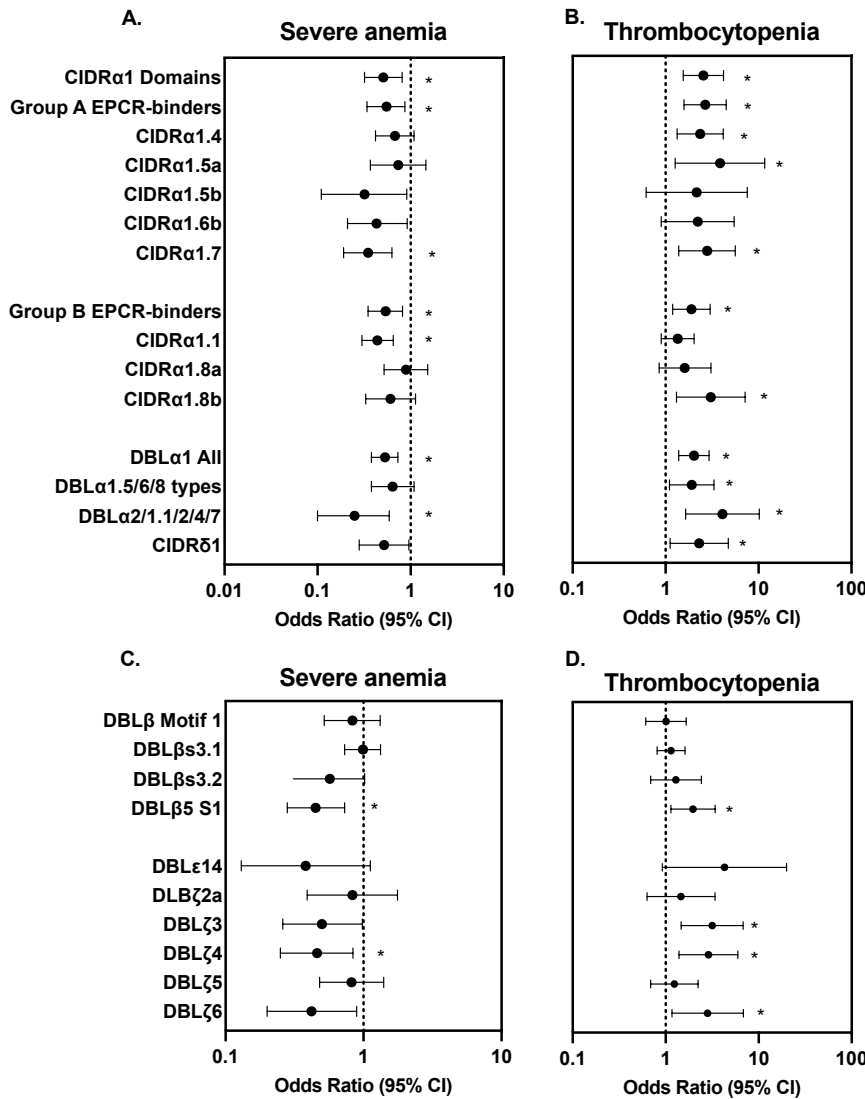 A.
Severe anemia
B.
Thrombocytopenia
CIDRα1 Domains * *
Group A EPCR-binders * *
CIDRα1.4 *
CIDRα1.5a *
CIDRα1.5b
CIDRα1.6b
CIDRα1.7 * *
Group B EPCR-binders * *
CIDRα1.1 *
CIDRα1.8a
CIDRα1.8b *
DBLα1 All * *
DBLα1.5/6/8 types *
DBLα2/1.1/2/4/7 * *
CIDRδ1 *
0.01 0.1 1 10
0.1 1 10 100
Odds Ratio (95% CI)
Odds Ratio (95% CI)
C.
Severe anemia
D.
Thrombocytopenia
DBLβ Motif 1
DBLβs3.1
DBLβs3.2
DBLβ5 S1 * *
DBLε14
DLBζ2a
DBLζ3 *
DBLζ4 * *
DBLζ5
DBLζ6 *
0.1 1 10
0.1 1 10 100
Odds Ratio (95% CI)
Odds Ratio (95% CI)